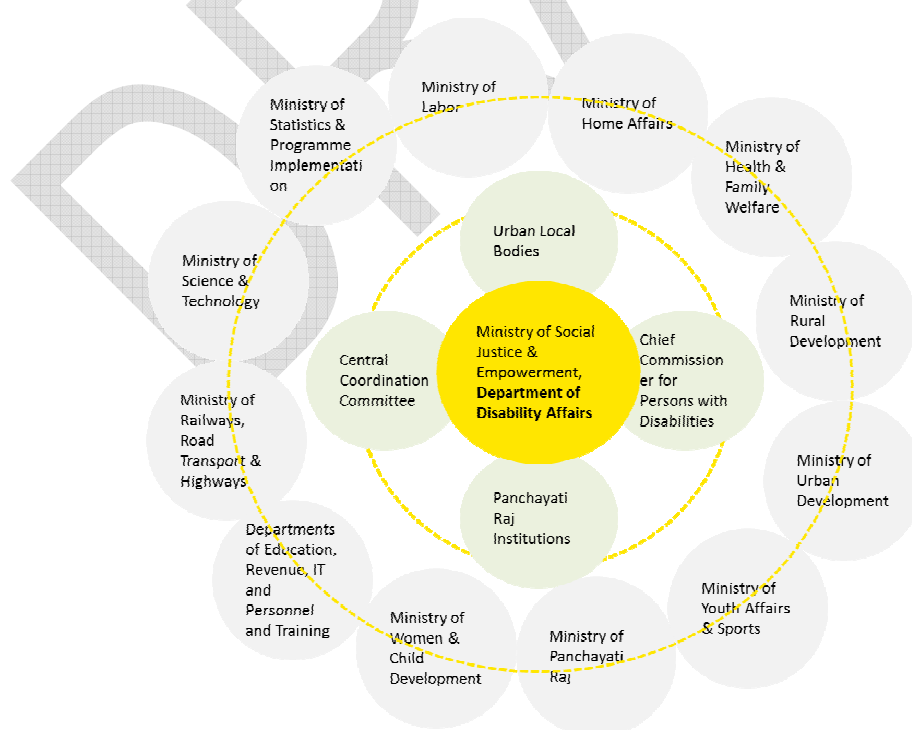 Ministry of
Labor
Ministry of
Home Affairs
Ministry of
Health &
Family
Welfare
Ministry of
Rural
Development
Ministry of
Urban
Development
Ministry of
Youth Affairs
& Sports
Ministry of
Panchayati
Raj
Ministry of
Women &
Child
Development
Departments
of Education,
Revenue, IT
and
Personnel
and Training
Ministry of
Railways,
Road
Transport &
Highways
Ministry of
Science &
Technology
Ministry of
Statistics &
Programme
Implementati
on
Urban Local
Bodies
Chief
Commission
er for
Persons with
Disabilities
Panchayati
Raj
Institutions
Central
Coordination
Committee
Ministry of Social
Justice &
Empowerment,
Department of
Disability Affairs